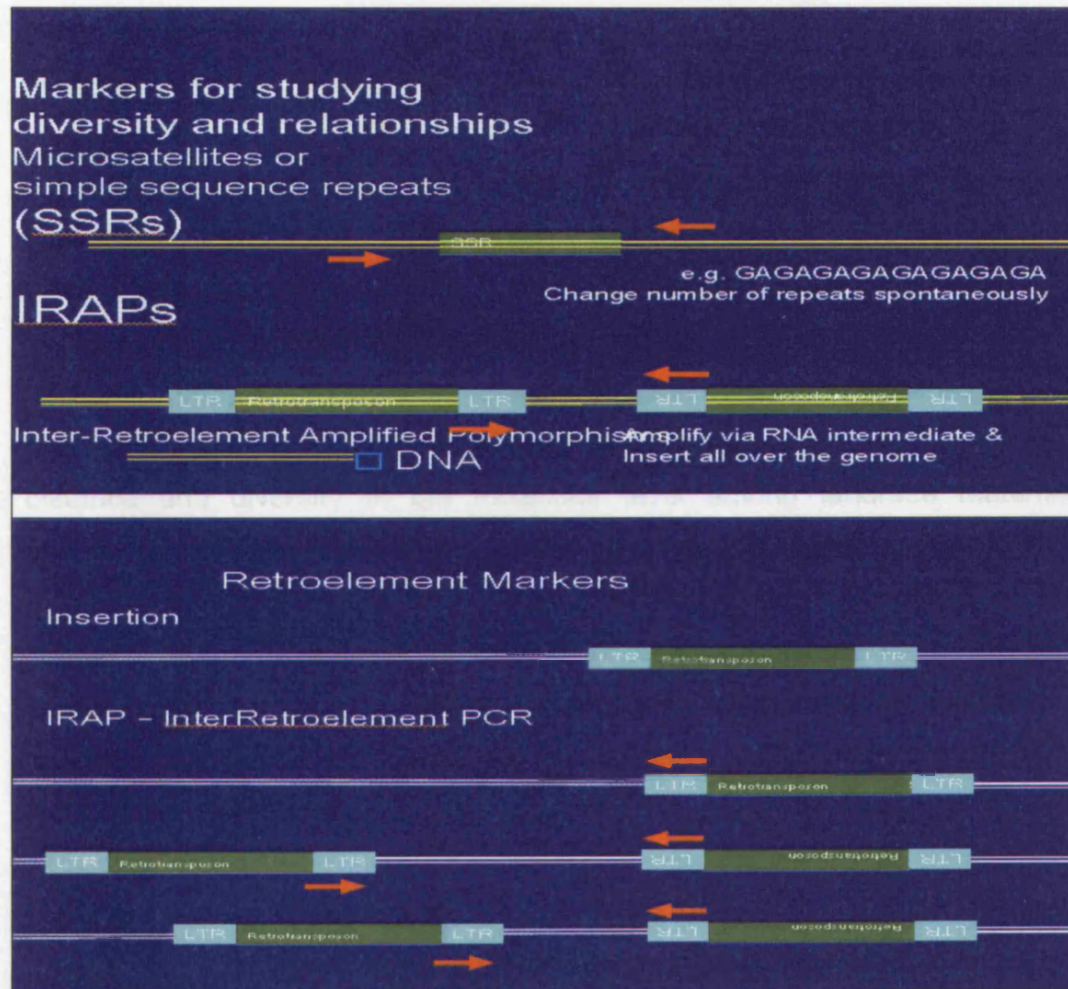 Markers for studying
diversity and relationships
Microsatellites or
simple sequence repeats
(SSRs)
SSR
e.g. GAGAGAGAGAGAGAGA
Change number of repeats spontaneously
IRAPs
LTR Retrotransposon LTR LTR Retrotransposon LTR
Inter-Retroelement Amplified Polymorphisms Amplify via RNA intermediate &
DNA Insert all over the genome
Retroelement Markers
Insertion
LTR Retrotransposon LTR
IRAP – InterRetroelement PCR
LTR Retrotransposon LTR
LTR Retrotransposon LTR LTR Retrotransposon LTR
LTR Retrotransposon LTR LTR Retrotransposon LTR